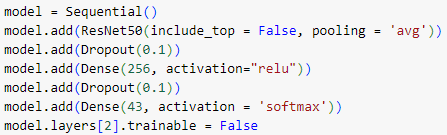 model = Sequential()
model.add(ResNet50(include_top = False, pooling = 'avg'))
model.add(Dropout(0.1))
model.add(Dense(256, activation="relu"))
model.add(Dropout(0.1))
model.add(Dense(43, activation = 'softmax'))
model.layers[2].trainable = False